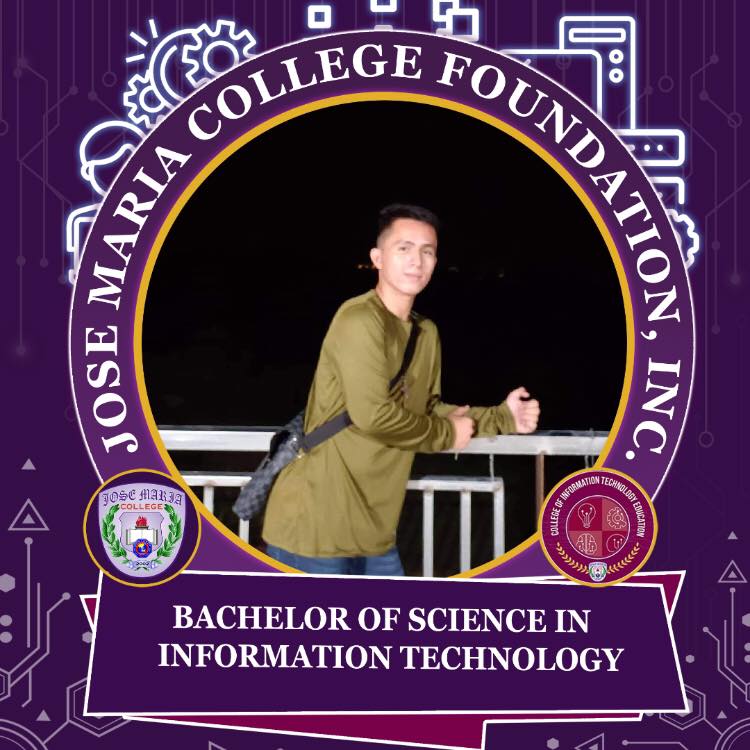 JOSE MARIA COLLEGE FOUNDATION, INC.
JOSE MARIA
COLLEGE
2002
COLLEGE OF INFORMATION TECHNOLOGY EDUCATION
BACHELOR OF SCIENCE IN
INFORMATION TECHNOLOGY